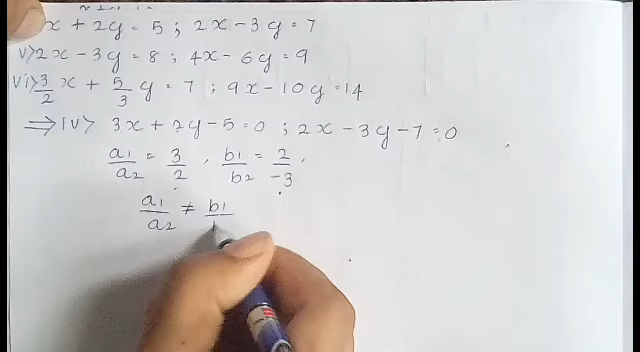 x + 2y = 5 ; 2x - 3y = 7
v> 2x - 3y = 8 ; 4x - 6y = 9
vi> 3/2 x + 5/3 y = 7 ; 9x - 10y = 14
⇒ iv> 3x + 2y - 5 = 0 ; 2x - 3y - 7 = 0
a1/a2 = 3/2 , b1/b2 = 2/-3 ,
a1/a2 ≠ b1/